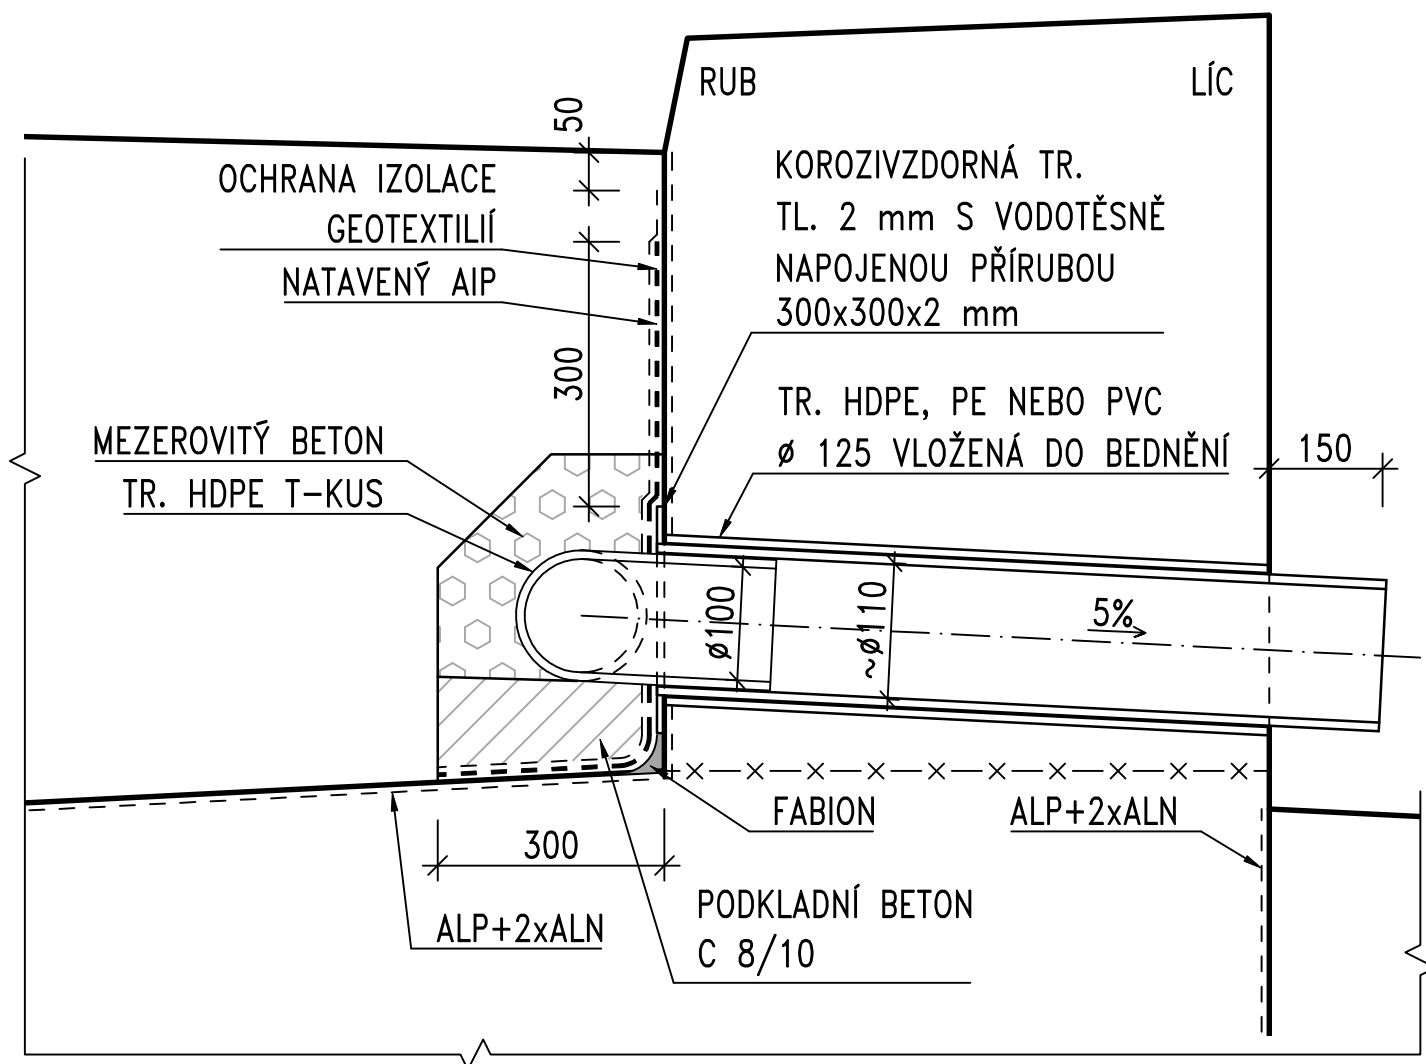 RUB
LÍC
50
OCHRANA IZOLACE
GEOTEXTILIÍ
NATAVENÝ AIP
KOROZIVZDORNÁ TR.
TL. 2 mm S VODOTĚSNĚ
NAPOJENOU PŘÍRUBOU
300x300x2 mm
300
TR. HDPE, PE NEBO PVC
ø 125 VLOŽENÁ DO BEDNĚNÍ
150
MEZEROVITÝ BETON
TR. HDPE T-KUS
ø100
~ø110
5%
FABION
ALP+2xALN
300
PODKLADNÍ BETON
C 8/10
ALP+2xALN